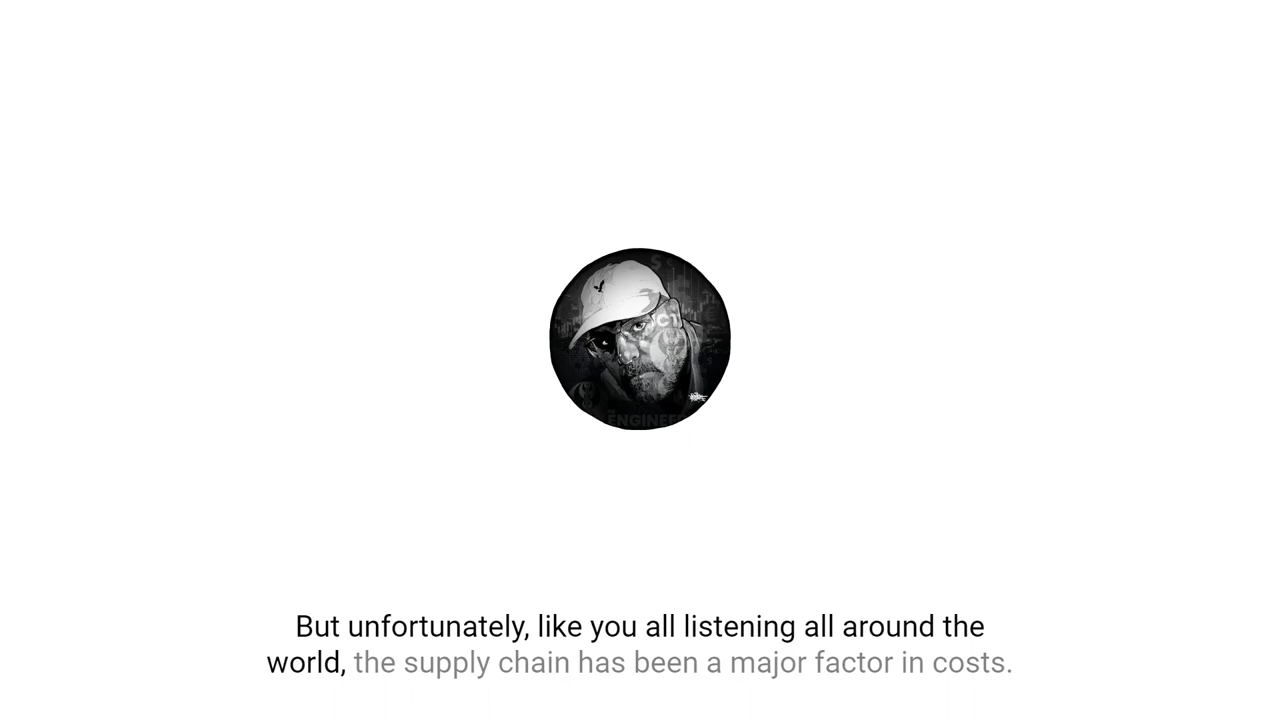 ENGINEE
But unfortunately, like you all listening all around the
world, the supply chain has been a major factor in costs.